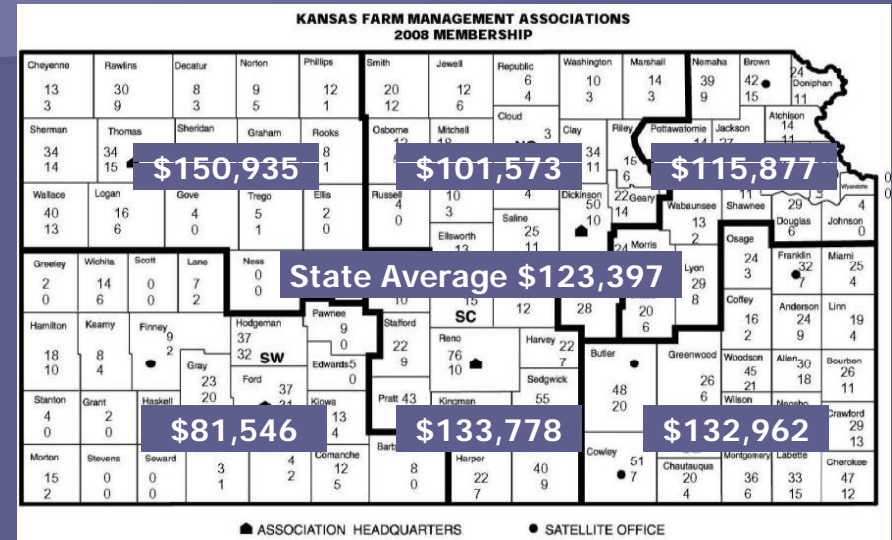 KANSAS FARM MANAGEMENT ASSOCIATIONS
2008 MEMBERSHIP
Cheyenne Rawlins Decatur Norton Phillips Smith Jewell Republic Washington Marshall Nemaha Brown Doniphan
13 30 8 9 12 20 12 6 10 14 39 42 24
3 9 3 5 1 12 6 4 3 3 9 15 11
Sherman Thomas Sheridan Graham Rooks Osborne Mitchell Cloud Clay Riley Pottawatomie Jackson Atchison
34 34 8 3 34 15 14
14 15 1 11 6 11
$150,935 $101,573 $115,877
Wallace Logan Gove Trego Ellis Russell Dickinson Geary Wabaunsee Shawnee Douglas Johnson Wyandotte
40 16 4 5 2 4 10 4 50 22 13 11 29 4
13 6 0 1 0 0 3 10 14 2 6 0
Saline
25
11
Ellsworth
13
Morris
24
20
6
Lyon
29
8
Osage
24
3
Franklin
32
7
Miami
25
4
Greeley Wichita Scott Lane Ness
2 14 0 7 0
0 6 0 2 0
State Average $123,397
10 15 12 28
SC
Coffey
16
2
Anderson
24
9
Linn
19
4
Hamilton Kearny Finney Hodgeman Pawnee Stafford Reno Harvey
18 8 9 37 9 22 76 22
10 4 2 32 0 9 10 7
SW
Gray
23
20
Ford
37
Edwards
5
0
Sedgwick
55
Butler
48
20
Greenwood
26
6
Woodson
45
21
Allen
30
18
Bourbon
26
11
Stanton Grant Haskell Kiowa Pratt Kingman Wilson Neosho Crawford
4 2 13 43 29
0 0 4 13
$81,546 $133,778 $132,962
Morton Stevens Seward Comanche Harper Cowley Chautauqua Montgomery Labette Cherokee
15 0 0 3 4 12 8 22 40 51 20 36 33 47
2 0 0 1 2 5 0 7 9 7 4 6 15 12
ASSOCIATION HEADQUARTERS SATELLITE OFFICE